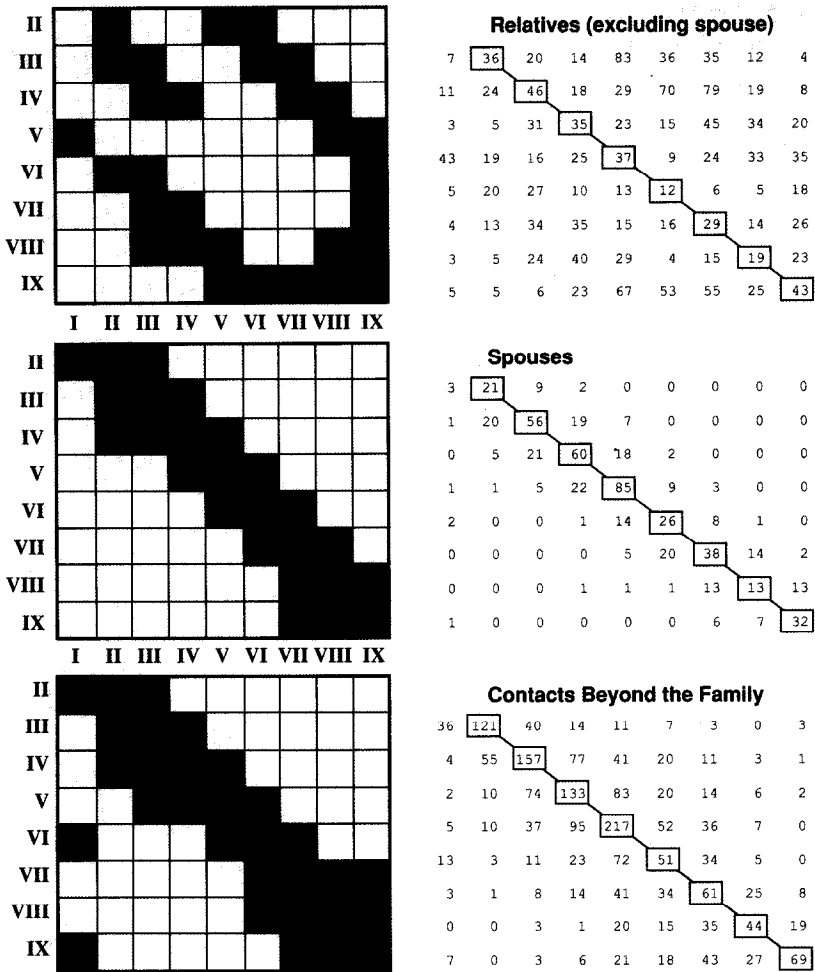 Relatives (excluding spouse)
II 7 36 20 14 83 36 35 12 4
III 11 24 46 18 29 70 79 19 8
IV 3 5 31 35 23 15 45 34 20
V 43 19 16 25 37 9 24 33 35
VI 5 20 27 10 13 12 6 5 18
VII 4 13 34 35 15 16 29 14 26
VIII 3 5 24 40 29 4 15 19 23
IX 5 5 6 23 67 53 55 25 43
I II III IV V VI VII VIII IX
Spouses
II 3 21 9 2 0 0 0 0 0
III 1 20 56 19 7 0 0 0 0
IV 0 5 21 60 18 2 0 0 0
V 1 1 5 22 85 9 3 0 0
VI 2 0 0 1 14 26 8 1 0
VII 0 0 0 0 5 20 38 14 2
VIII 0 0 0 1 1 1 13 13 13
IX 1 0 0 0 0 0 6 7 32
I II III IV V VI VII VIII IX
Contacts Beyond the Family
II 36 121 40 14 11 7 3 0 3
III 4 55 157 77 41 20 11 3 1
IV 2 10 74 133 83 20 14 6 2
V 5 10 37 95 217 52 36 7 0
VI 13 3 11 23 72 51 34 5 0
VII 3 1 8 14 41 34 61 25 8
VIII 0 0 3 1 20 15 35 44 19
IX 7 0 3 6 21 18 43 27 69